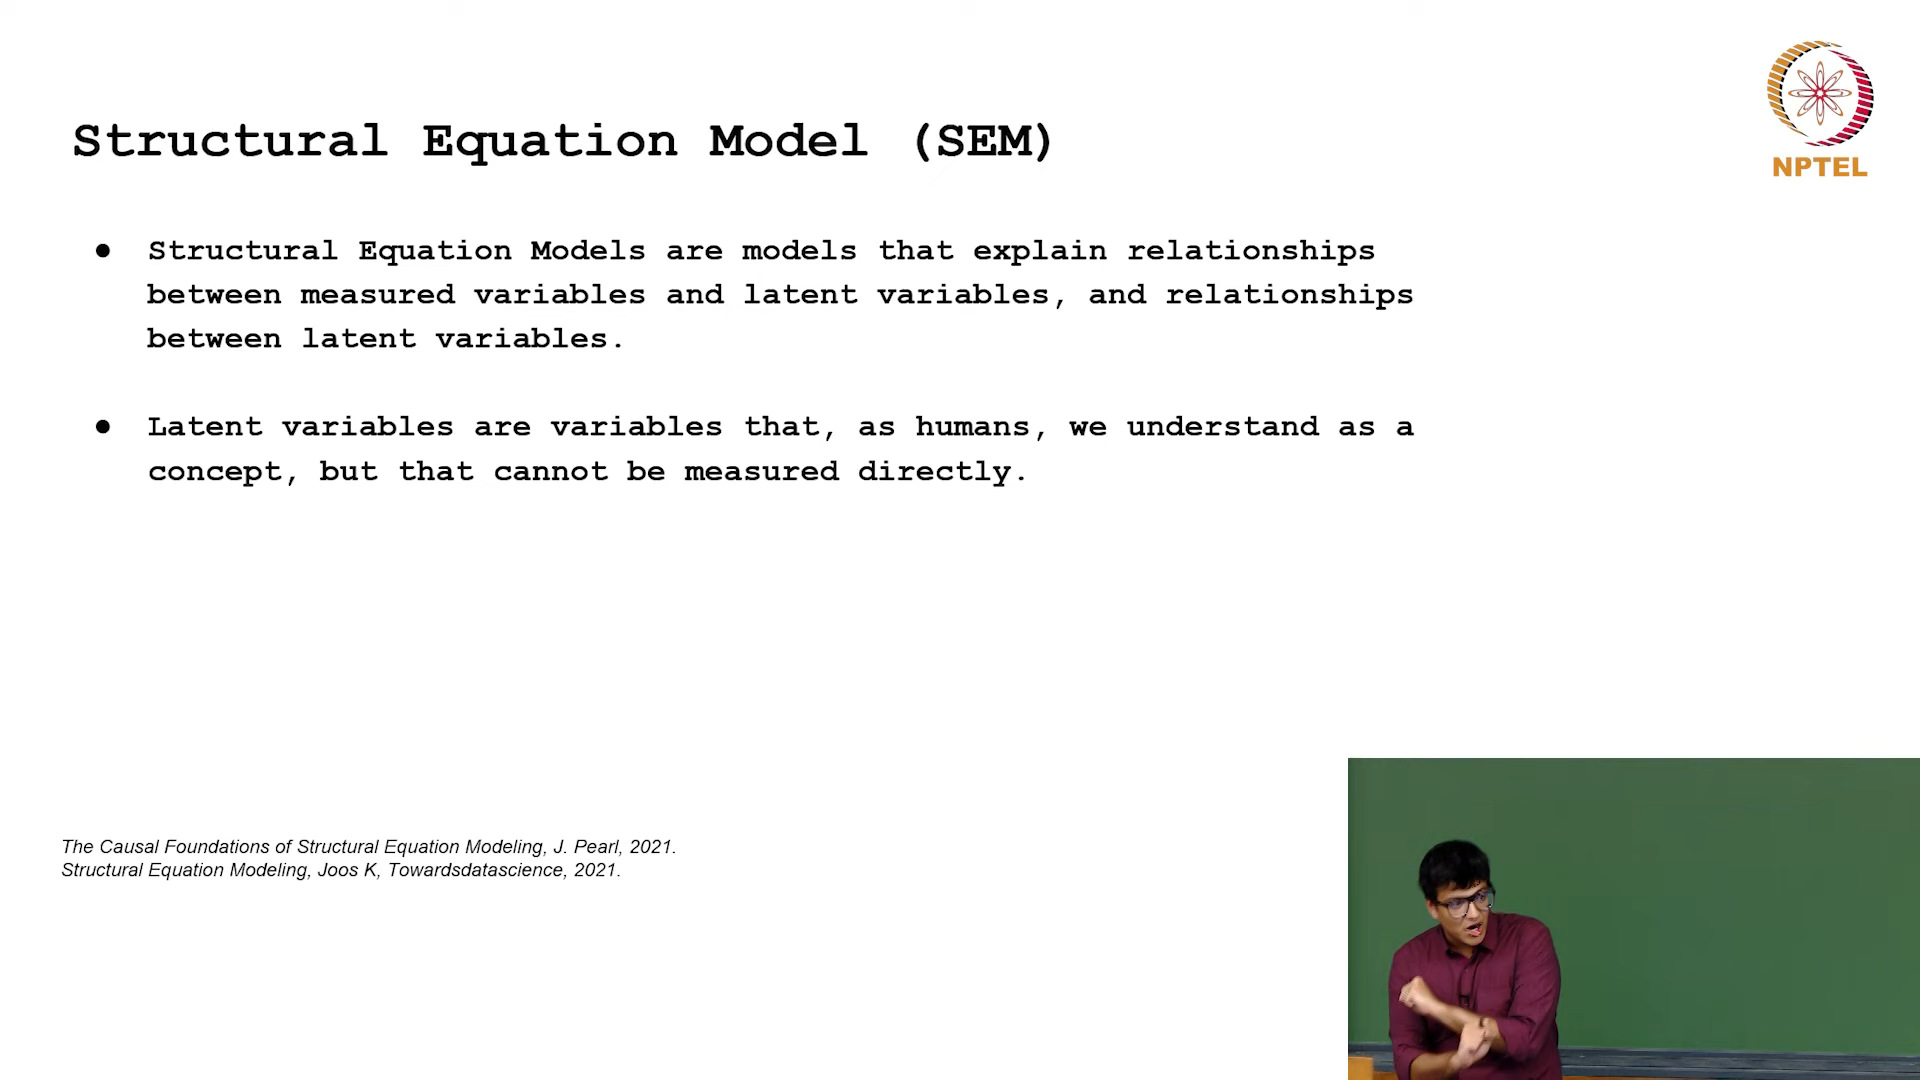 Structural Equation Model (SEM)
NPTEL
● Structural Equation Models are models that explain relationships
between measured variables and latent variables, and relationships
between latent variables.
● Latent variables are variables that, as humans, we understand as a
concept, but that cannot be measured directly.
The Causal Foundations of Structural Equation Modeling, J. Pearl, 2021.
Structural Equation Modeling, Joos K, Towardsdatascience, 2021.